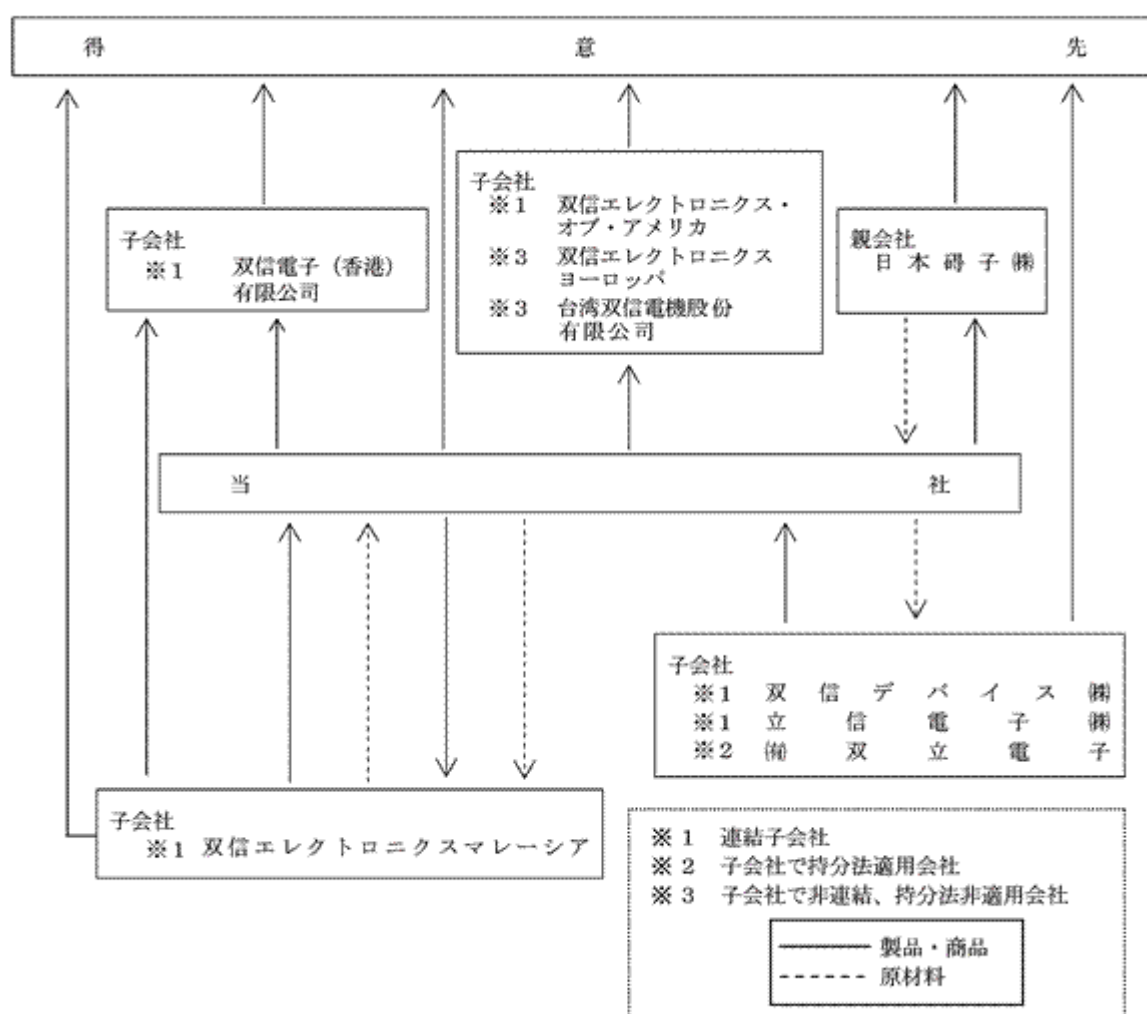 得意先
子会社
※1 双信電子（香港）
有限公司
子会社
※1 双信エレクトロニクス・
オブ・アメリカ
※3 双信エレクトロニクス
ヨーロッパ
※3 台湾双信電機股份
有限公司
親会社
日本碍子㈱
当社
子会社
※1 双信デバイス㈱
※1 立信電子㈱
※2 ㈲双立電子
子会社
※1 双信エレクトロニクスマレーシア
※1 連結子会社
※2 子会社で持分法適用会社
※3 子会社で非連結、持分法非適用会社
製品・商品
原材料